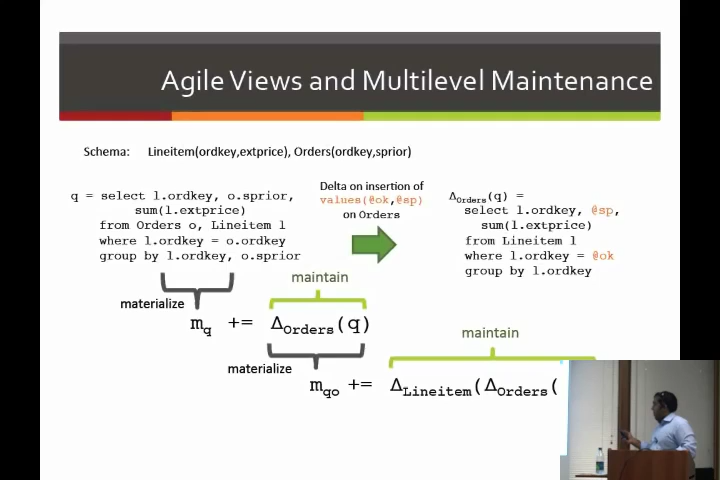 Agile Views and Multilevel Maintenance
Schema: Lineitem(ordkey,extprice), Orders(ordkey,sprior)
q = select l.ordkey, o.sprior,
sum(l.extprice)
from Orders o, Lineitem l
where l.ordkey = o.ordkey
group by l.ordkey, o.sprior
Delta on insertion of
values(@ok,@sp)
on Orders
ΔOrders(q) =
select l.ordkey, @sp,
sum(l.extprice)
from Lineitem l
where l.ordkey = @ok
group by l.ordkey
maintain
materialize
mq += ΔOrders(q)
maintain
materialize
mqo += ΔLineitem(ΔOrders(